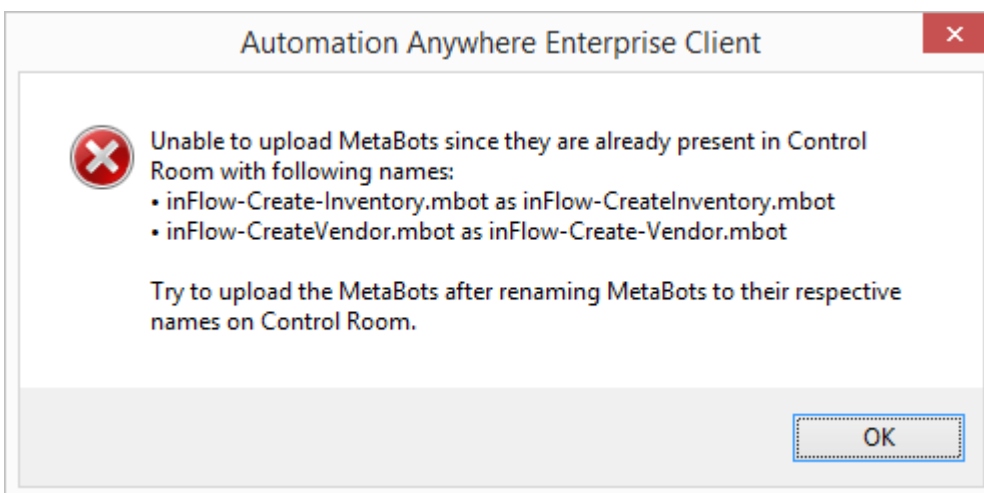 Automation Anywhere Enterprise Client
Unable to upload MetaBots since they are already present in Control
Room with following names:
• inFlow-Create-Inventory.mbot as inFlow-CreateInventory.mbot
• inFlow-CreateVendor.mbot as inFlow-Create-Vendor.mbot
Try to upload the MetaBots after renaming MetaBots to their respective
names on Control Room.
OK